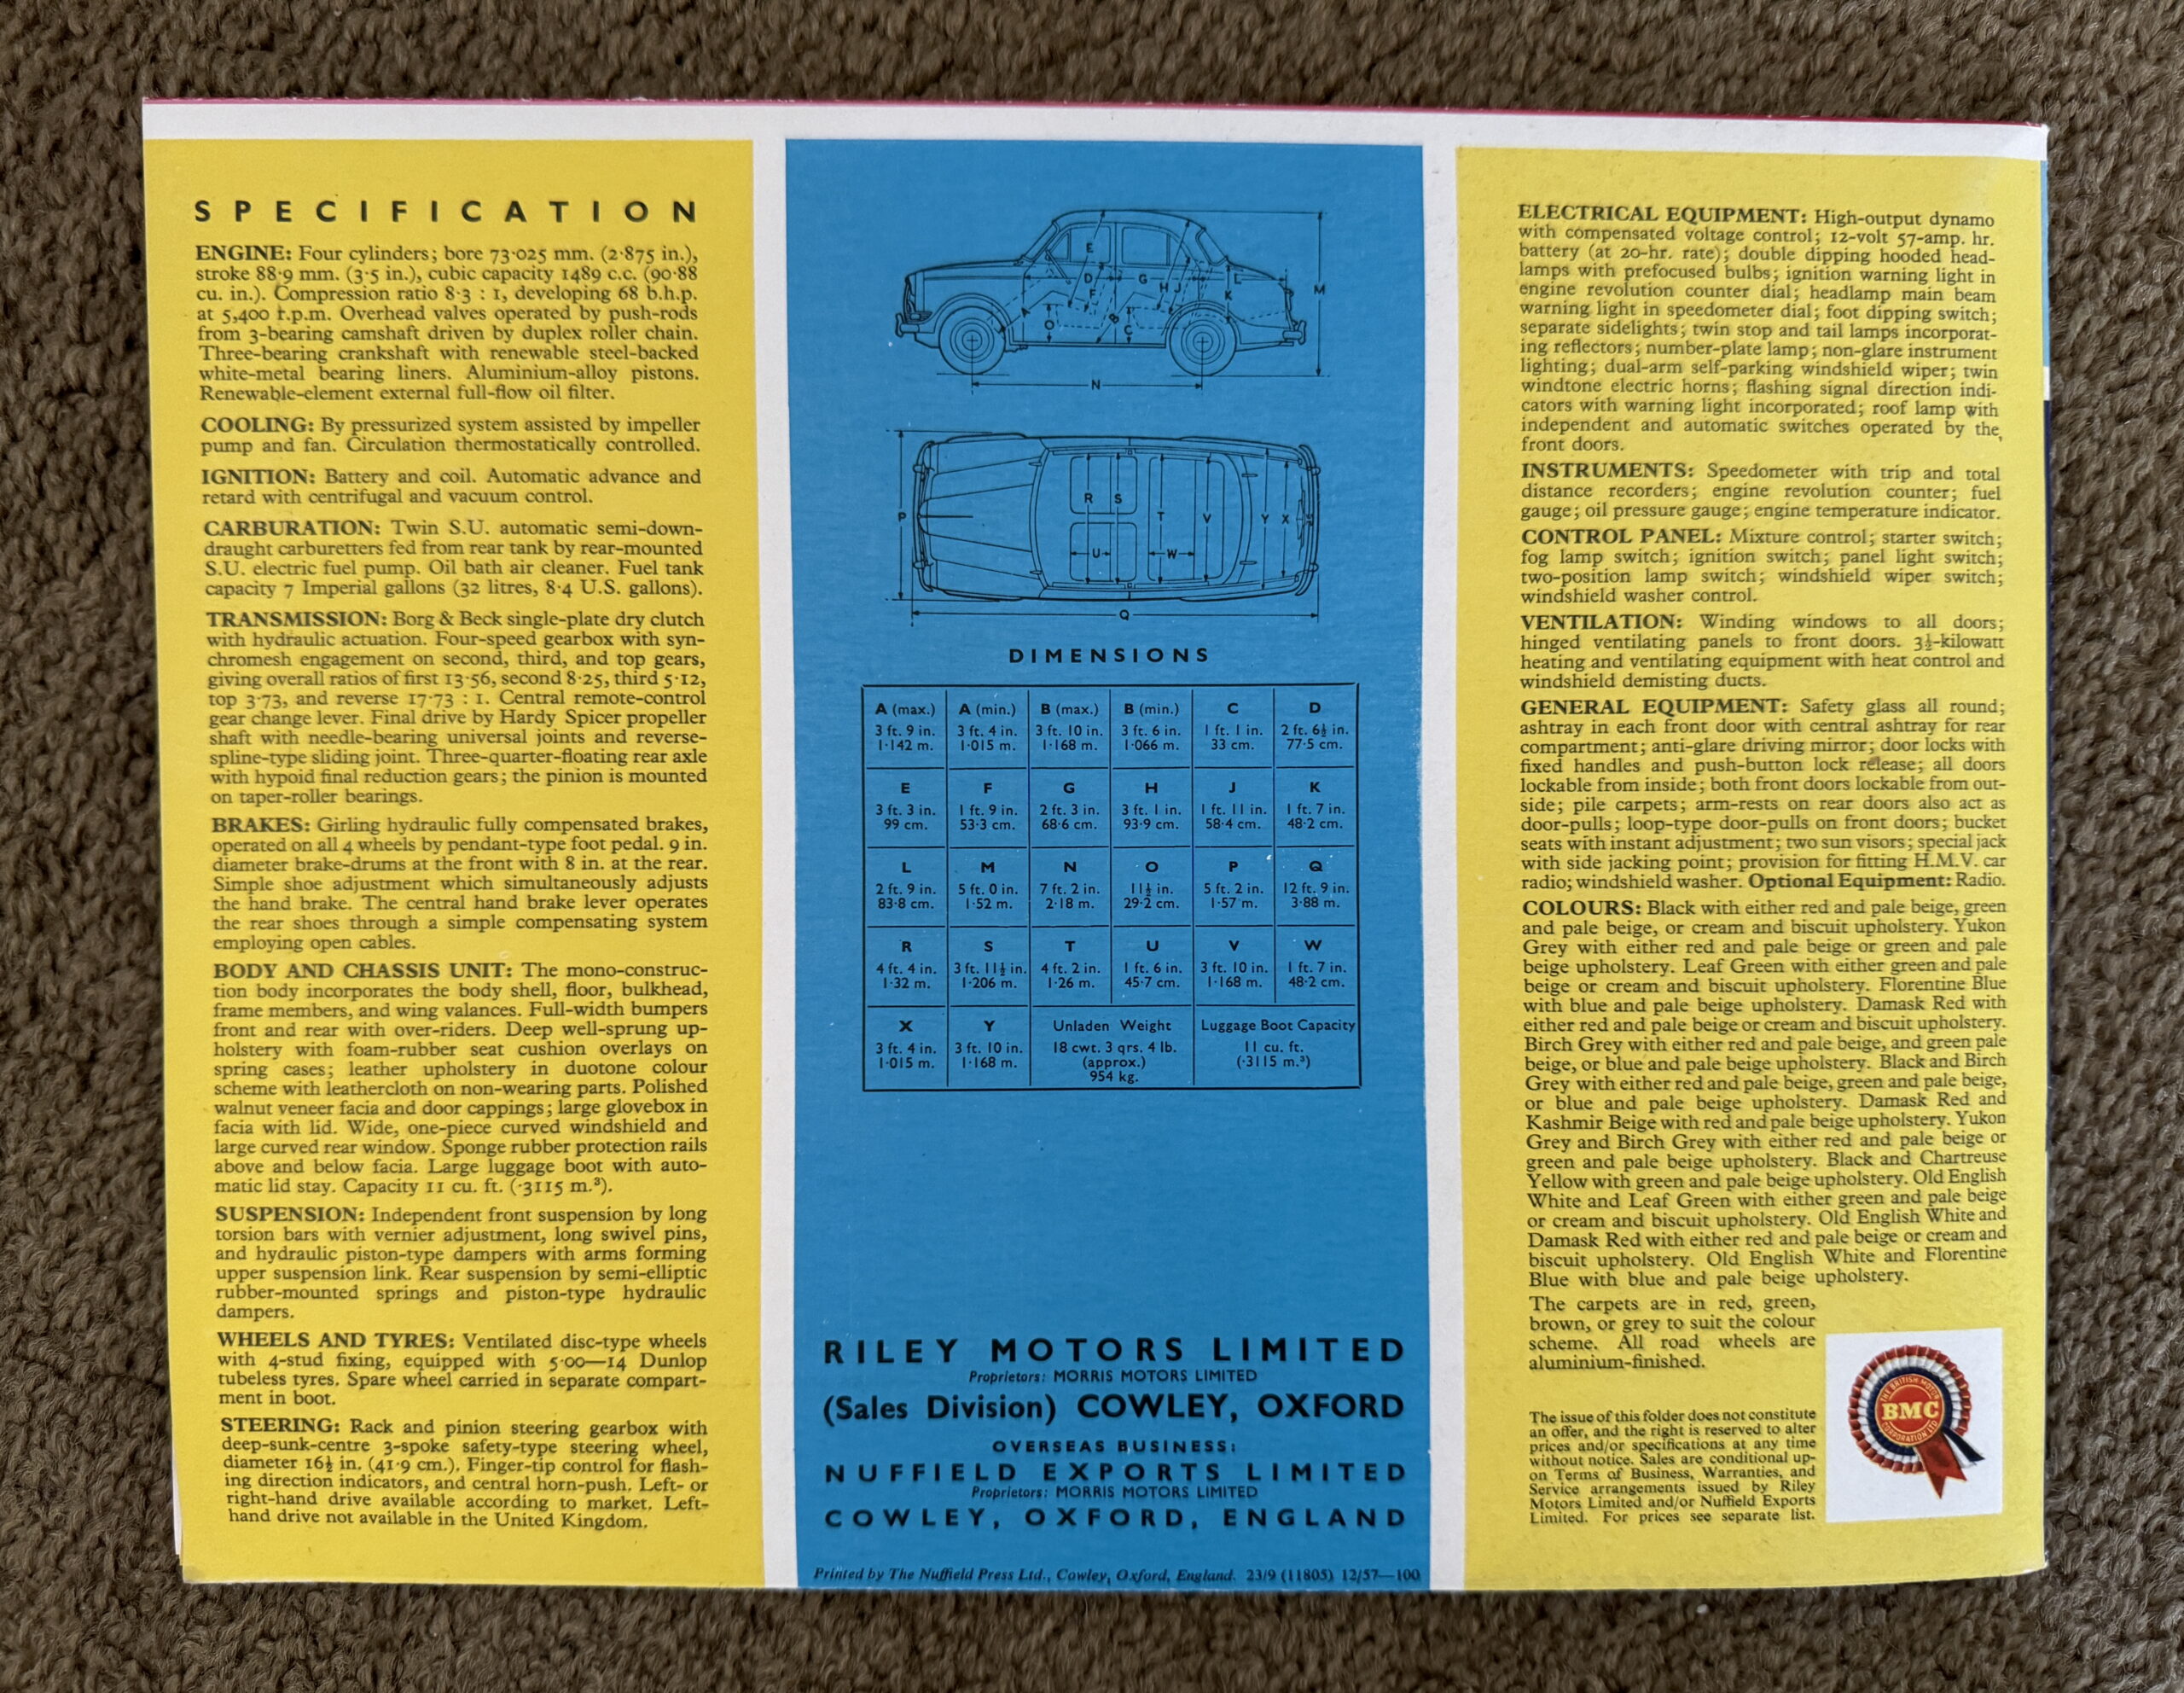 SPECIFICATION
ENGINE: Four cylinders; bore 73·025 mm. (2·875 in.),
stroke 88·9 mm. (3·5 in.), cubic capacity 1489 c.c. (90·88
cu. in.). Compression ratio 8·3 : 1, developing 68 b.h.p.
at 5,400 r.p.m. Overhead valves operated by push-rods
from 3-bearing camshaft driven by duplex roller chain.
Three-bearing crankshaft with renewable steel-backed
white-metal bearing liners. Aluminium-alloy pistons.
Renewable-element external full-flow oil filter.
COOLING: By pressurized system assisted by impeller
pump and fan. Circulation thermostatically controlled.
IGNITION: Battery and coil. Automatic advance and
retard with centrifugal and vacuum control.
CARBURATION: Twin S.U. automatic semi-down-
draught carburetters fed from rear tank by rear-mounted
S.U. electric fuel pump. Oil bath air cleaner. Fuel tank
capacity 7 Imperial gallons (32 litres, 8·4 U.S. gallons).
TRANSMISSION: Borg & Beck single-plate dry clutch
with hydraulic actuation. Four-speed gearbox with syn-
chromesh engagement on second, third, and top gears,
giving overall ratios of first 13·56, second 8·25, third 5·12,
top 3·73, and reverse 17·73 : 1. Central remote-control
gear change lever. Final drive by Hardy Spicer propeller
shaft with needle-bearing universal joints and reverse-
spline-type sliding joint. Three-quarter-floating rear axle
with hypoid final reduction gears; the pinion is mounted
on taper-roller bearings.
BRAKES: Girling hydraulic fully compensated brakes,
operated on all 4 wheels by pendant-type foot pedal. 9 in.
diameter brake-drums at the front with 8 in. at the rear.
Simple shoe adjustment which simultaneously adjusts
the hand brake. The central hand brake lever operates
the rear shoes through a simple compensating system
employing open cables.
BODY AND CHASSIS UNIT: The mono-construc-
tion body incorporates the body shell, floor, bulkhead,
frame members, and wing valances. Full-width bumpers
front and rear with over-riders. Deep well-sprung up-
holstery with foam-rubber seat cushion overlays on
spring cases; leather upholstery in duotone colour
scheme with leathercloth on non-wearing parts. Polished
walnut veneer facia and door cappings; large glovebox in
facia with lid. Wide, one-piece curved windshield and
large curved rear window. Sponge rubber protection rails
above and below facia. Large luggage boot with auto-
matic lid stay. Capacity 11 cu. ft. (·3115 m.³).
SUSPENSION: Independent front suspension by long
torsion bars with vernier adjustment, long swivel pins,
and hydraulic piston-type dampers with arms forming
upper suspension link. Rear suspension by semi-elliptic
rubber-mounted springs and piston-type hydraulic
dampers.
WHEELS AND TYRES: Ventilated disc-type wheels
with 4-stud fixing, equipped with 5·00—14 Dunlop
tubeless tyres. Spare wheel carried in separate compart-
ment in boot.
STEERING: Rack and pinion steering gearbox with
deep-sunk-centre 3-spoke safety-type steering wheel,
diameter 16½ in. (41·9 cm.). Finger-tip control for flash-
ing direction indicators, and central horn-push. Left- or
right-hand drive available according to market. Left-
hand drive not available in the United Kingdom.
E
D
F
G
H J
L
K
M
O
B
C
N
P
R S
T
V
Y X
U
W
Q
DIMENSIONS
A (max.) A (min.) B (max.) B (min.) C D
3 ft. 9 in. 3 ft. 4 in. 3 ft. 10 in. 3 ft. 6 in. 1 ft. 1 in. 2 ft. 6½ in.
1·142 m. 1·015 m. 1·168 m. 1·066 m. 33 cm. 77·5 cm.
E F G H J K
3 ft. 3 in. 1 ft. 9 in. 2 ft. 3 in. 3 ft. 1 in. 1 ft. 11 in. 1 ft. 7 in.
99 cm. 53·3 cm. 68·6 cm. 93·9 cm. 58·4 cm. 48·2 cm.
L M N O P Q
2 ft. 9 in. 5 ft. 0 in. 7 ft. 2 in. 11½ in. 5 ft. 2 in. 12 ft. 9 in.
83·8 cm. 1·52 m. 2·18 m. 29·2 cm. 1·57 m. 3·88 m.
R S T U V W
4 ft. 4 in. 3 ft. 11½ in. 4 ft. 2 in. 1 ft. 6 in. 3 ft. 10 in. 1 ft. 7 in.
1·32 m. 1·206 m. 1·26 m. 45·7 cm. 1·168 m. 48·2 cm.
X Y Unladen Weight Luggage Boot Capacity
3 ft. 4 in. 3 ft. 10 in. 18 cwt. 3 qrs. 4 lb. 11 cu. ft.
1·015 m. 1·168 m. (approx.) (·3115 m.³)
954 kg.
RILEY MOTORS LIMITED
Proprietors: MORRIS MOTORS LIMITED
(Sales Division) COWLEY, OXFORD
OVERSEAS BUSINESS:
NUFFIELD EXPORTS LIMITED
Proprietors: MORRIS MOTORS LIMITED
COWLEY, OXFORD, ENGLAND
Printed by The Nuffield Press Ltd., Cowley, Oxford, England. 23/9 (11805) 12/57—100
ELECTRICAL EQUIPMENT: High-output dynamo
with compensated voltage control; 12-volt 57-amp. hr.
battery (at 20-hr. rate); double dipping hooded head-
lamps with prefocused bulbs; ignition warning light in
engine revolution counter dial; headlamp main beam
warning light in speedometer dial; foot dipping switch;
separate sidelights; twin stop and tail lamps incorporat-
ing reflectors; number-plate lamp; non-glare instrument
lighting; dual-arm self-parking windshield wiper; twin
windtone electric horns; flashing signal direction indi-
cators with warning light incorporated; roof lamp with
independent and automatic switches operated by the
front doors.
INSTRUMENTS: Speedometer with trip and total
distance recorders; engine revolution counter; fuel
gauge; oil pressure gauge; engine temperature indicator.
CONTROL PANEL: Mixture control; starter switch;
fog lamp switch; ignition switch; panel light switch;
two-position lamp switch; windshield wiper switch;
windshield washer control.
VENTILATION: Winding windows to all doors;
hinged ventilating panels to front doors. 3½-kilowatt
heating and ventilating equipment with heat control and
windshield demisting ducts.
GENERAL EQUIPMENT: Safety glass all round;
ashtray in each front door with central ashtray for rear
compartment; anti-glare driving mirror; door locks with
fixed handles and push-button lock release; all doors
lockable from inside; both front doors lockable from out-
side; pile carpets; arm-rests on rear doors also act as
door-pulls; loop-type door-pulls on front doors; bucket
seats with instant adjustment; two sun visors; special jack
with side jacking point; provision for fitting H.M.V. car
radio; windshield washer. Optional Equipment: Radio.
COLOURS: Black with either red and pale beige, green
and pale beige, or cream and biscuit upholstery. Yukon
Grey with either red and pale beige or green and pale
beige upholstery. Leaf Green with either green and pale
beige or cream and biscuit upholstery. Florentine Blue
with blue and pale beige upholstery. Damask Red with
either red and pale beige or cream and biscuit upholstery.
Birch Grey with either red and pale beige, and green pale
beige, or blue and pale beige upholstery. Black and Birch
Grey with either red and pale beige, green and pale beige,
or blue and pale beige upholstery. Damask Red and
Kashmir Beige with red and pale beige upholstery. Yukon
Grey and Birch Grey with either red and pale beige or
green and pale beige upholstery. Black and Chartreuse
Yellow with green and pale beige upholstery. Old English
White and Leaf Green with either green and pale beige
or cream and biscuit upholstery. Old English White and
Damask Red with either red and pale beige or cream and
biscuit upholstery. Old English White and Florentine
Blue with blue and pale beige upholstery.
The carpets are in red, green,
brown, or grey to suit the colour
scheme. All road wheels are
aluminium-finished.
The issue of this folder does not constitute
an offer, and the right is reserved to alter
prices and/or specifications at any time
without notice. Sales are conditional up-
on Terms of Business, Warranties, and
Service arrangements issued by Riley
Motors Limited and/or Nuffield Exports
Limited. For prices see separate list.
THE BRITISH MOTOR
BMC
CORPORATION LTD